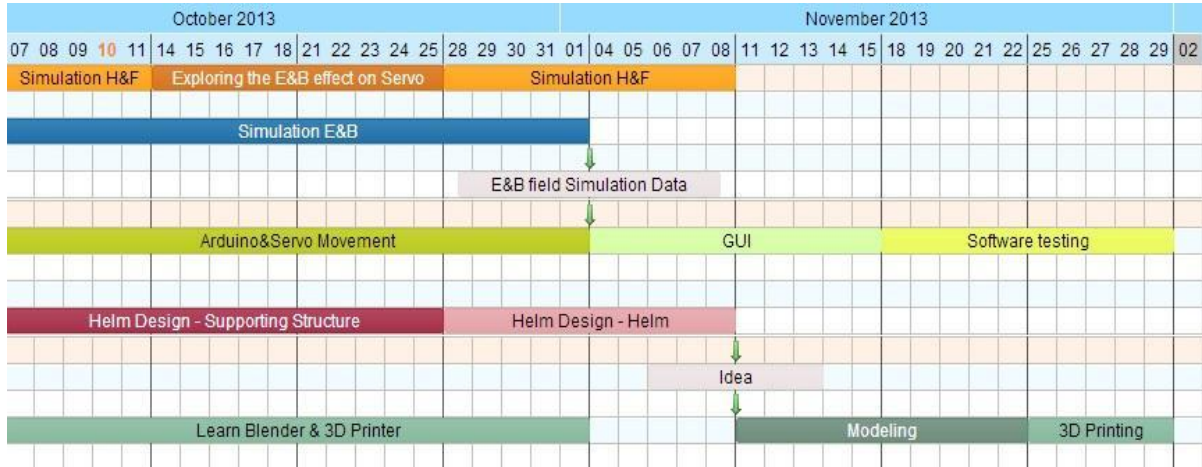 October 2013 November 2013
07 08 09 10 11 14 15 16 17 18 21 22 23 24 25 28 29 30 31 01 04 05 06 07 08 11 12 13 14 15 18 19 20 21 22 25 26 27 28 29 02
Simulation H&F Exploring the E&B effect on Servo Simulation H&F
Simulation E&B
E&B field Simulation Data
Arduino&Servo Movement GUI Software testing
Helm Design - Supporting Structure Helm Design - Helm
Idea
Learn Blender & 3D Printer Modeling 3D Printing